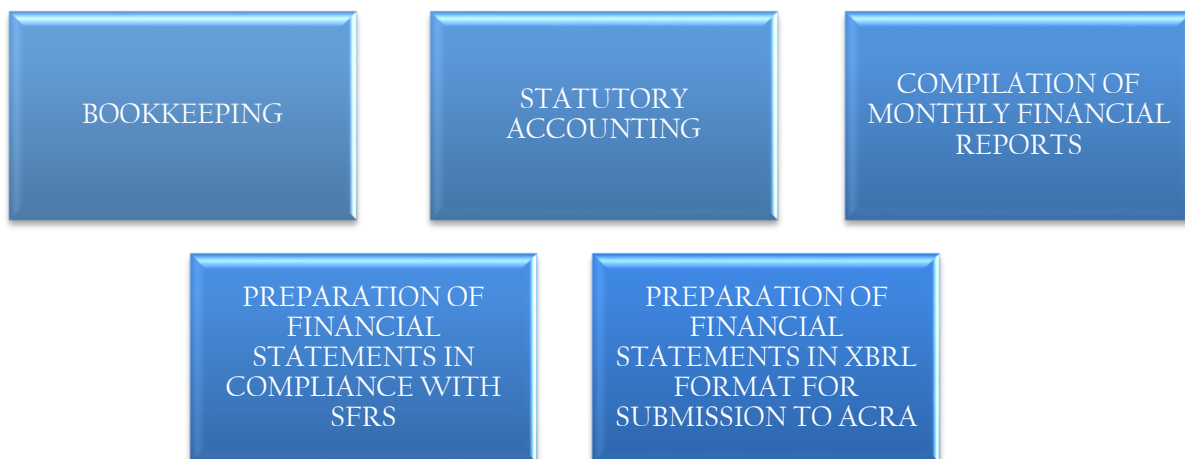 BOOKKEEPING
STATUTORY
ACCOUNTING
COMPILATION OF
MONTHLY FINANCIAL
REPORTS
PREPARATION OF
FINANCIAL
STATEMENTS IN
COMPLIANCE WITH
SFRS
PREPARATION OF
FINANCIAL
STATEMENTS IN XBRL
FORMAT FOR
SUBMISSION TO ACRA